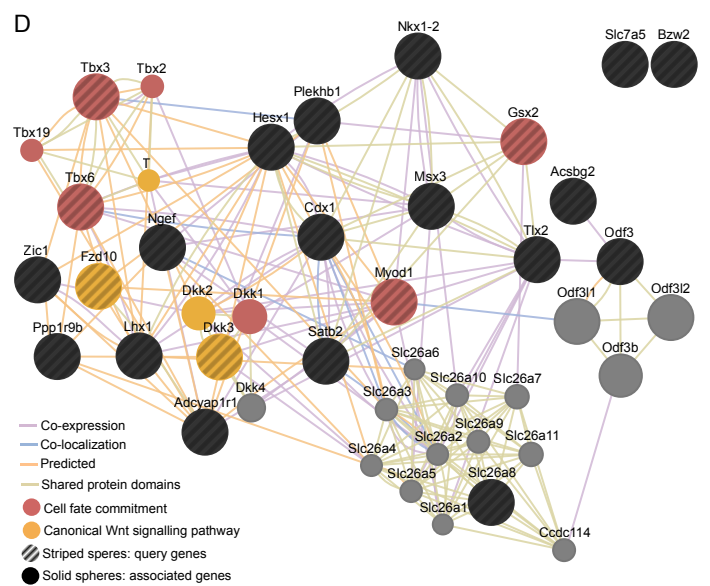 D
Nkx1-2
Slc7a5 Bzw2
Tbx3
Tbx2
Plekhb1
Hesx1
Gsx2
Tbx19
T
Tbx6
Msx3
Acsbg2
Cdx1
Ngef
Tlx2
Odf3
Zic1
Fzd10
Myod1
Dkk2
Dkk1
Odf3l1
Odf3l2
Ppp1r9b
Lhx1
Dkk3
Satb2
Odf3b
Slc26a6
Dkk4
Slc26a3
Slc26a10
Slc26a7
Adcyap1r1
Slc26a9
Slc26a2
Slc26a11
Slc26a4
Slc26a5
Slc26a8
Slc26a1
Ccdc114
Co-expression
Co-localization
Predicted
Shared protein domains
Cell fate commitment
Canonical Wnt signalling pathway
Striped speres: query genes
Solid spheres: associated genes